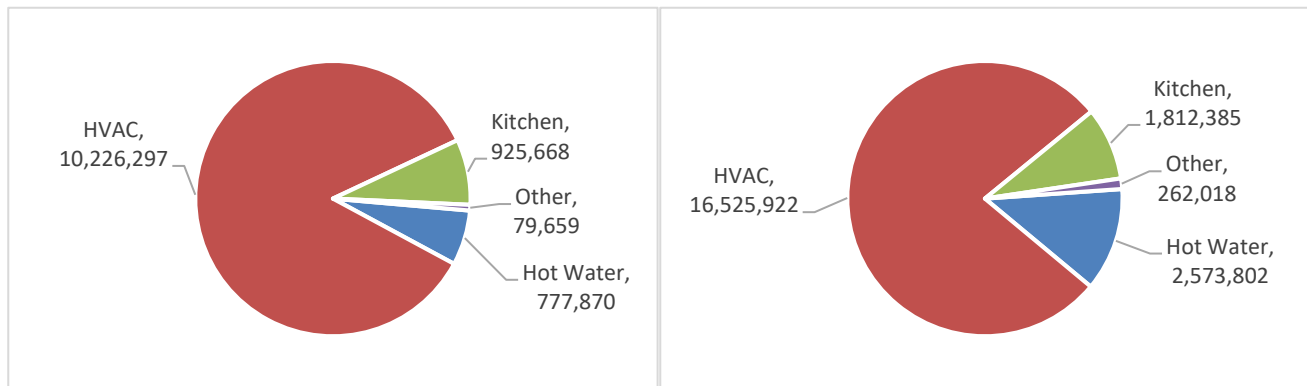 HVAC,
10,226,297
Kitchen,
925,668
Other,
79,659
Hot Water,
777,870
HVAC,
16,525,922
Kitchen,
1,812,385
Other,
262,018
Hot Water,
2,573,802